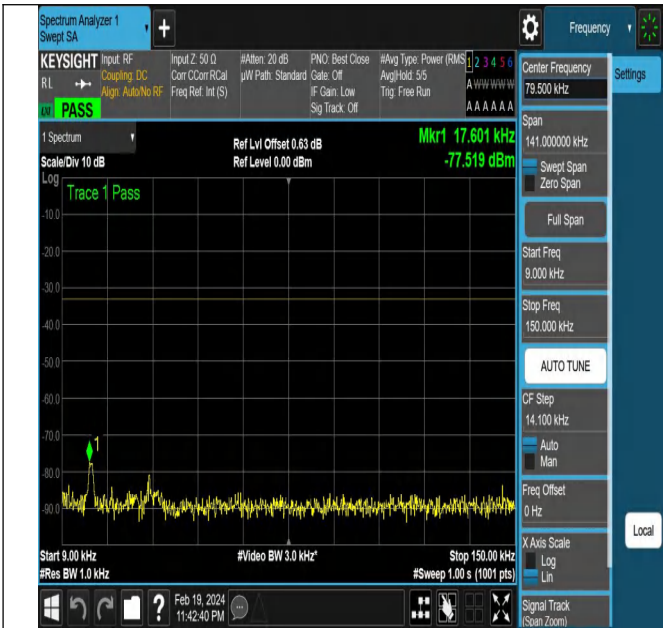 Spectrum Analyzer 1
Swept SA
+
Frequency
KEYSIGHT
RL
PASS
Input: RF
Coupling: DC
Align: Auto/No RF
Input Z: 50 Ω
Corr CCorr RCal
Freq Ref: Int (S)
#Atten: 20 dB
µW Path: Standard
PNO: Best Close
Gate: Off
IF Gain: Low
Sig Track: Off
#Avg Type: Power (RMS
Avg|Hold: 5/5
Trig: Free Run
1 2 3 4 5 6
A W W W W W
A A A A A A
1 Spectrum
Scale/Div 10 dB
Log
Ref Lvl Offset 0.63 dB
Ref Level 0.00 dBm
Mkr1 17.601 kHz
-77.519 dBm
Trace 1 Pass
-10.0
-20.0
-30.0
-40.0
-50.0
-60.0
-70.0
-80.0
-90.0
1
Start 9.00 kHz
#Res BW 1.0 kHz
#Video BW 3.0 kHz*
Stop 150.00 kHz
#Sweep 1.00 s (1001 pts)
?
Feb 19, 2024
11:42:40 PM
Center Frequency
79.500 kHz
Settings
Span
141.000000 kHz
Swept Span
Zero Span
Full Span
Start Freq
9.000 kHz
Stop Freq
150.000 kHz
AUTO TUNE
CF Step
14.100 kHz
Auto
Man
Freq Offset
0 Hz
X Axis Scale
Log
Lin
Local
Signal Track
(Span Zoom)